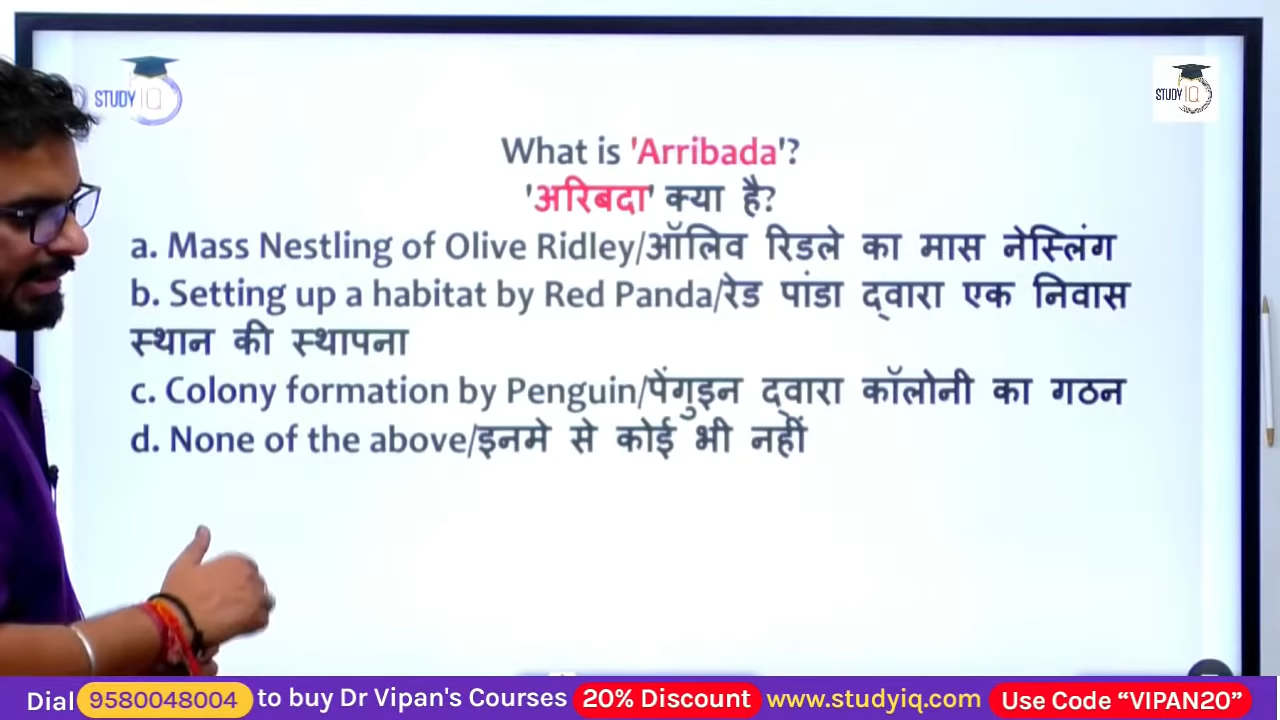 STUDY IQ
STUDY IQ
What is 'Arribada'?
'अरिबदा' क्या है?
a. Mass Nestling of Olive Ridley/ऑलिव रिडले का मास नेस्लिंग
b. Setting up a habitat by Red Panda/रेड पांडा द्वारा एक निवास
स्थान की स्थापना
c. Colony formation by Penguin/पेंगुइन द्वारा कॉलोनी का गठन
d. None of the above/इनमे से कोई भी नहीं
Dial 9580048004 to buy Dr Vipan's Courses 20% Discount www.studyiq.com Use Code “VIPAN20”